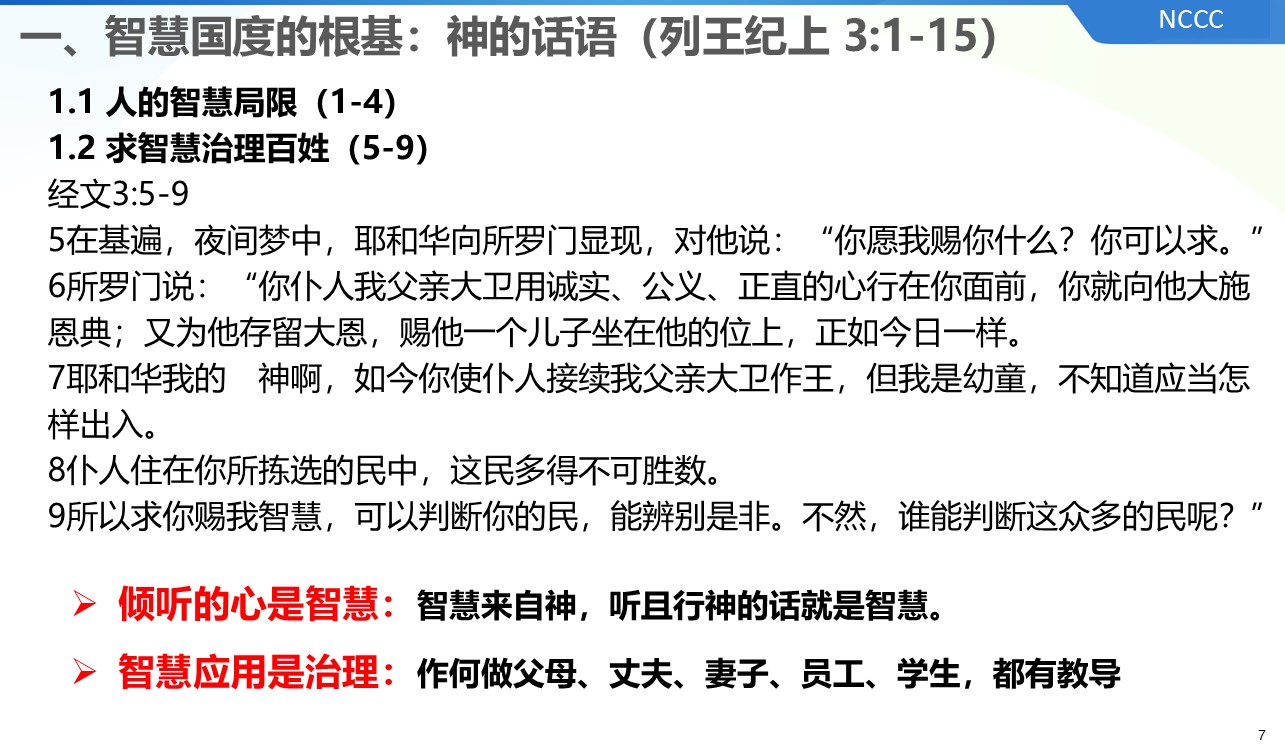 NCCC
一、智慧国度的根基：神的话语（列王纪上 3:1-15）
1.1 人的智慧局限（1-4）
1.2 求智慧治理百姓（5-9）
经文3:5-9
5在基遍，夜间梦中，耶和华向所罗门显现，对他说：“你愿我赐你什么？你可以求。”
6所罗门说：“你仆人我父亲大卫用诚实、公义、正直的心行在你面前，你就向他大施
恩典；又为他存留大恩，赐他一个儿子坐在他的位上，正如今日一样。
7耶和华我的　神啊，如今你使仆人接续我父亲大卫作王，但我是幼童，不知道应当怎
样出入。
8仆人住在你所拣选的民中，这民多得不可胜数。
9所以求你赐我智慧，可以判断你的民，能辨别是非。不然，谁能判断这众多的民呢？”
➢ 倾听的心是智慧：智慧来自神，听且行神的话就是智慧。
➢ 智慧应用是治理：作何做父母、丈夫、妻子、员工、学生，都有教导
7